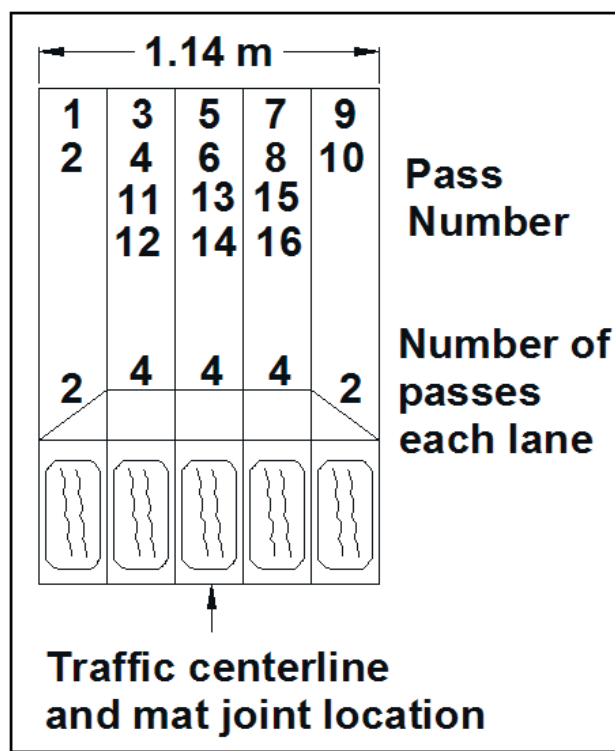 1.14 m
1 3 5 7 9
2 4 6 8 10
11 13 15
12 14 16
Pass
Number
2 4 4 4 2
Number of
passes
each lane
Traffic centerline
and mat joint location